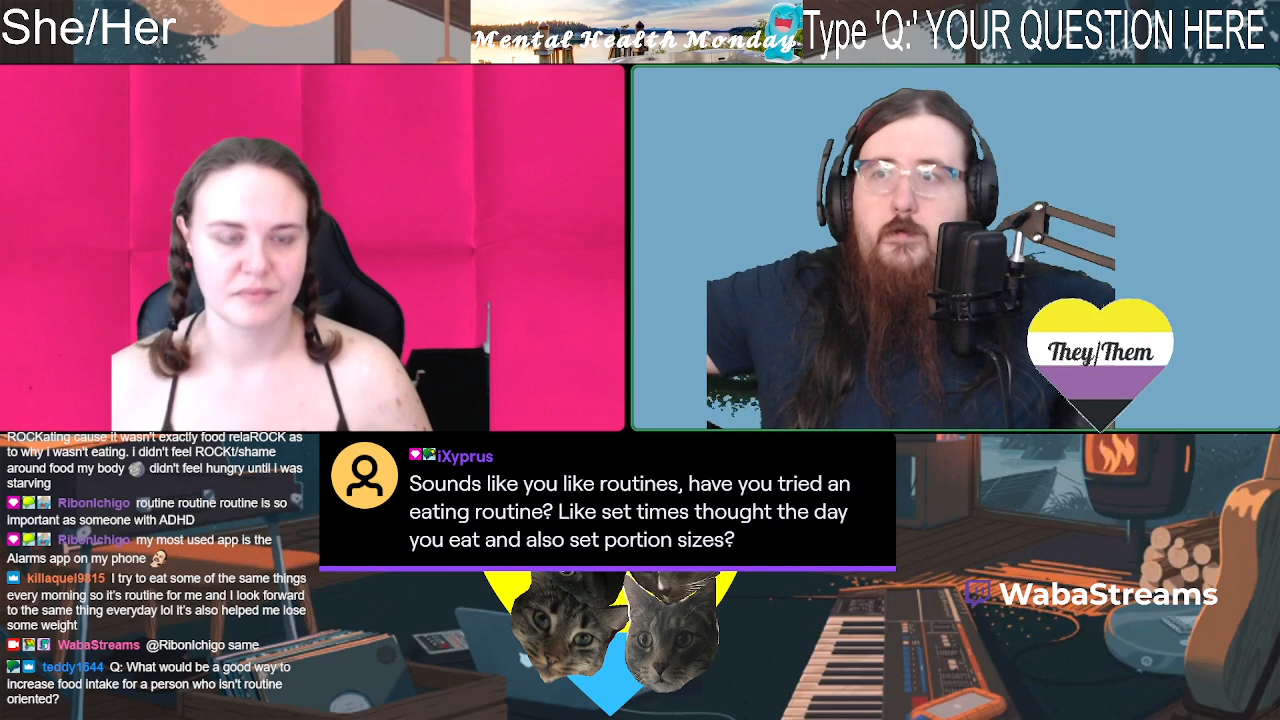 She/Her
Mental Health Monday
Type 'Q:' YOUR QUESTION HERE
They/Them
ROCKating cause it wasn't exactly food relaROCK as
to why I wasn't eating. i didn't feel ROCKt/shame
around food my body didn't feel hungry until I was
starving
RibonIchigo routine routine routine is so
important as someone with ADHD
RibonIchigo my most used app is the
Alarms app on my phone
killaquel9815 I try to eat some of the same things
every morning so it's routine for me and I look forward
to the same thing everyday lol it's also helped me lose
some weight
WabaStreams @RibonIchigo same
teddy1644 Q: What would be a good way to
increase food intake for a person who isn't routine
oriented?
iXyprus
Sounds like you like routines, have you tried an
eating routine? Like set times thought the day
you eat and also set portion sizes?
WabaStreams